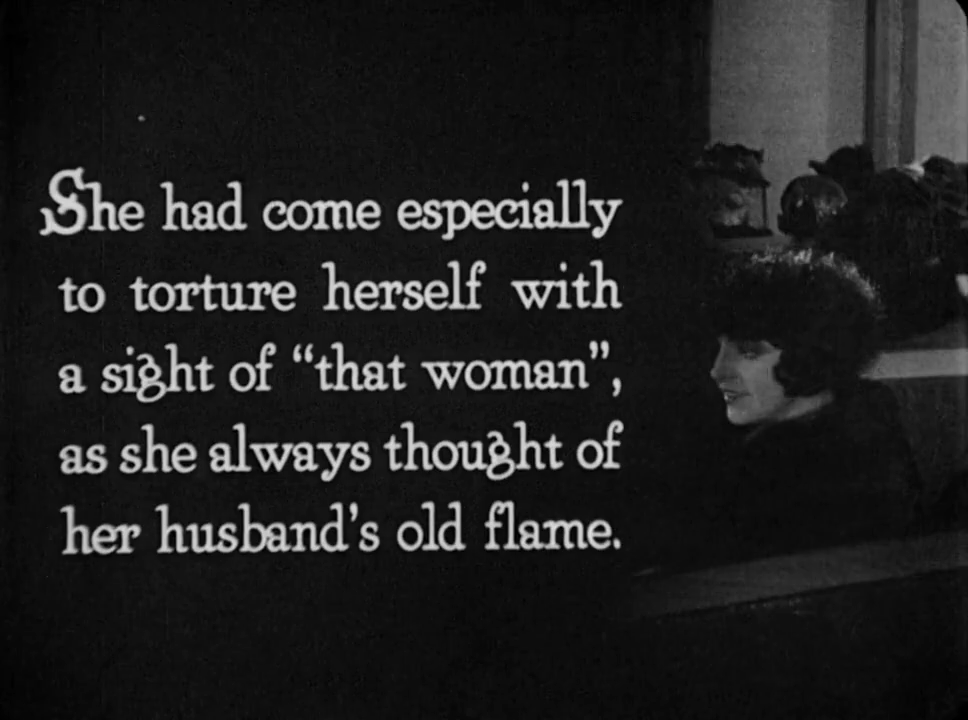 She had come especially
to torture herself with
a sight of “that woman”,
as she always thought of
her husband's old flame.